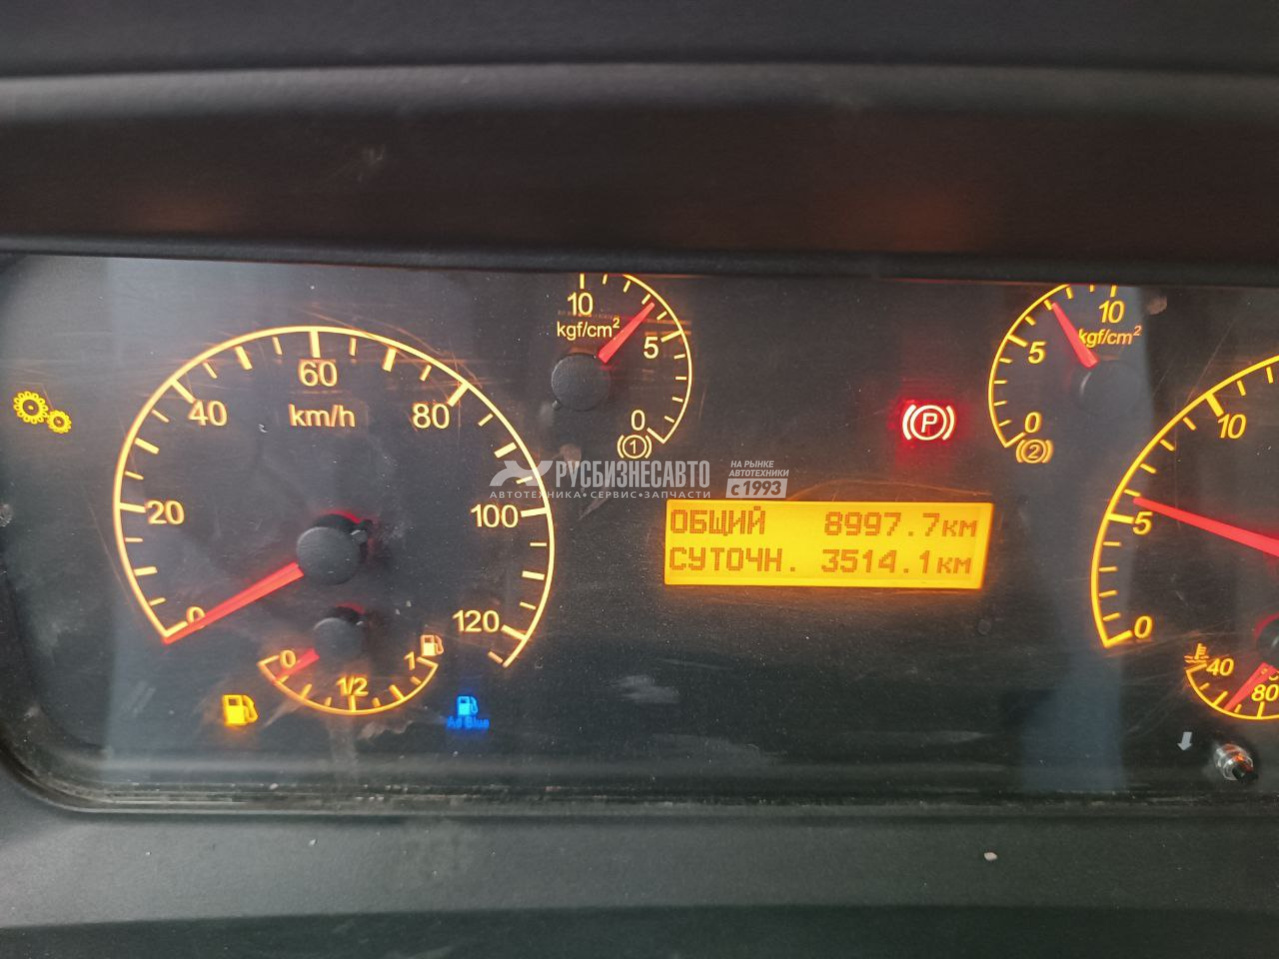 60
40
80
km/h
20
100
0
120
0
1/2
1
Ad Blue
10
kgf/cm²
5
0
(1)
РУСБИЗНЕСАВТО
АВТОТЕХНИКА • СЕРВИС • ЗАПЧАСТИ
НА РЫНКЕ
АВТОТЕХНИКИ
с 1993
ОБЩИЙ 8997.7км
СУТОЧН. 3514.1км
P
10
kgf/cm²
5
0
(2)
10
5
0
40
80